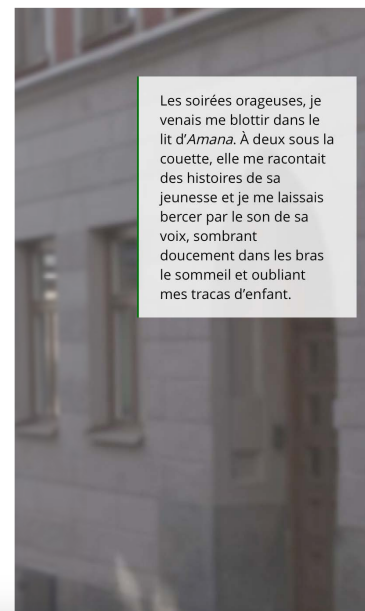 Les soirées orageuses, je
venais me blottir dans le
lit d'Amana. À deux sous la
couette, elle me racontait
des histoires de sa
jeunesse et je me laissais
bercer par le son de sa
voix, sombrant
doucement dans les bras
le sommeil et oubliant
mes tracas d'enfant.